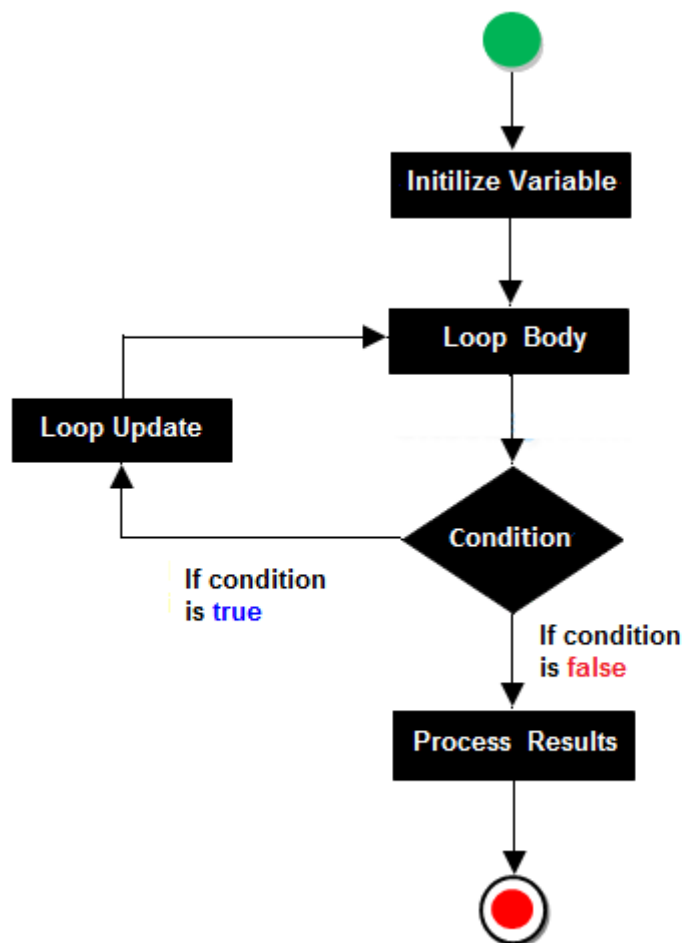 Initilize Variable
Loop Body
Loop Update
Condition
If condition
is true
If condition
is false
Process Results